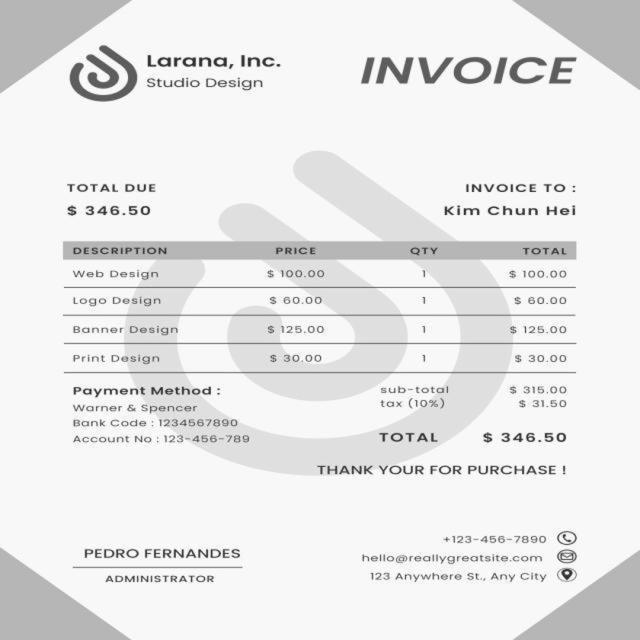 Larana, Inc.
Studio Design
INVOICE
TOTAL DUE
$ 346.50
INVOICE TO :
Kim Chun Hei
DESCRIPTION PRICE QTY TOTAL
Web Design $ 100.00 1 $ 100.00
Logo Design $ 60.00 1 $ 60.00
Banner Design $ 125.00 1 $ 125.00
Print Design $ 30.00 1 $ 30.00
Payment Method :
Warner & Spencer
Bank Code : 1234567890
Account No : 123-456-789
sub-total $ 315.00
tax (10%) $ 31.50
TOTAL $ 346.50
THANK YOUR FOR PURCHASE !
PEDRO FERNANDES
ADMINISTRATOR
+123-456-7890
hello@reallygreatsite.com
123 Anywhere St., Any City